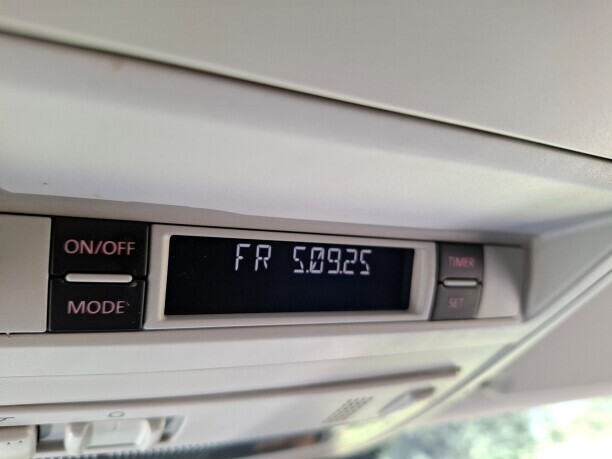 ON/OFF
MODE
FR 5.09.25
TIMER
SET